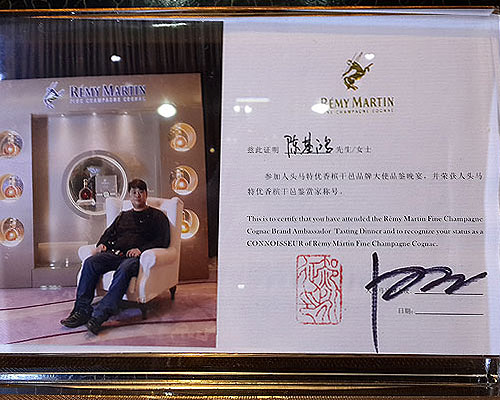 RÉMY MARTIN
FINE CHAMPAGNE COGNAC
RÉMY MARTIN
FINE CHAMPAGNE COGNAC
兹此证明 陈基 先生/女士
参加人头马特优香槟干邑品牌大使品鉴晚宴，并荣获人头马
特优香槟干邑鉴赏家称号。
This is to certify that you have attended the Rémy Martin Fine Champagne
Cognac Brand Ambassador Tasting Dinner and to recognize your status as a
CONNOISSEUR of Rémy Martin Fine Champagne Cognac.
日期: